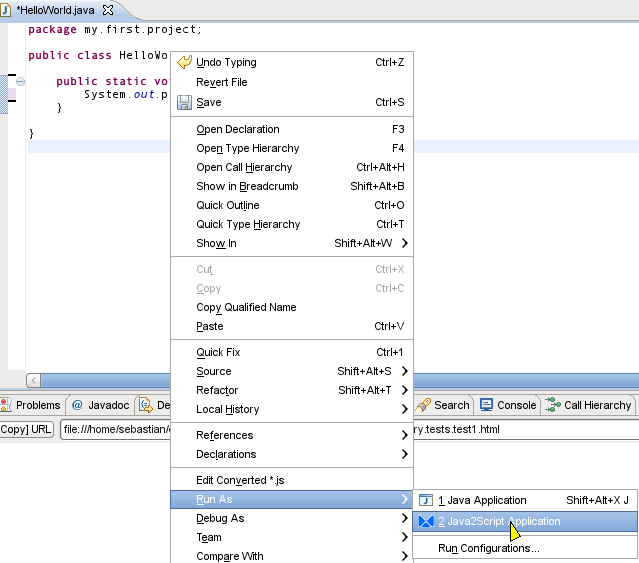 *HelloWorld.java
package my.first.project;
public class HelloWo
public static vo
System.out.p
}
}
Undo Typing Ctrl+Z
Revert File
Save Ctrl+S
Open Declaration F3
Open Type Hierarchy F4
Open Call Hierarchy Ctrl+Alt+H
Show in Breadcrumb Shift+Alt+B
Quick Outline Ctrl+O
Quick Type Hierarchy Ctrl+T
Show In Shift+Alt+W
Cut Ctrl+X
Copy Ctrl+C
Copy Qualified Name
Paste Ctrl+V
Quick Fix Ctrl+1
Source Shift+Alt+S
Refactor Shift+Alt+T
Local History
References
Declarations
Edit Converted *.js
Run As
Debug As
Team
Compare With
Problems @ Javadoc De Search Console Call Hierarchy
Copy] URL file:///home/sebastian/ ry.tests.test1.html
1 Java Application Shift+Alt+X J
2 Java2Script Application
Run Configurations...